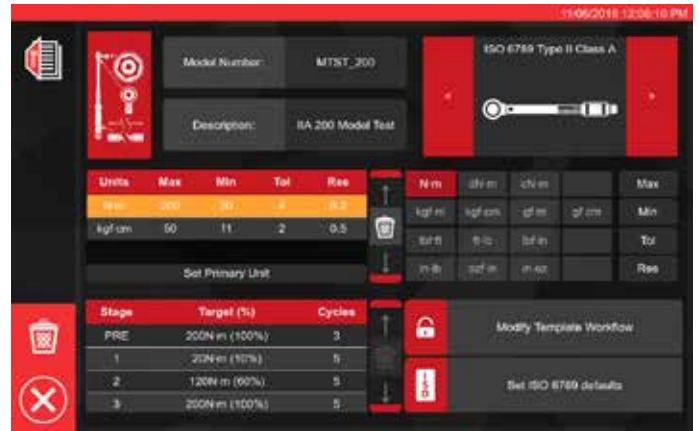 11/06/2018 12:06:10 PM
Model Number: MTST_200
ISO 6789 Type II Class A
Description: IIA 200 Model Test
Units Max Min Tol Res
N·m 200 20 4 0.2
kgf·cm 50 11 2 0.5
Set Primary Unit
N·m dN·m cN·m Max
kgf·m kgf·cm gf·m gf·cm Min
lbf·ft ft·lb lbf·in Tol
in·lb ozf·in in·oz Res
Stage Target (%) Cycles
PRE 200N·m (100%) 3
1 20N·m (10%) 5
2 120N·m (60%) 5
3 200N·m (100%) 5
Modify Template Workflow
ISO
Set ISO 6789 defaults